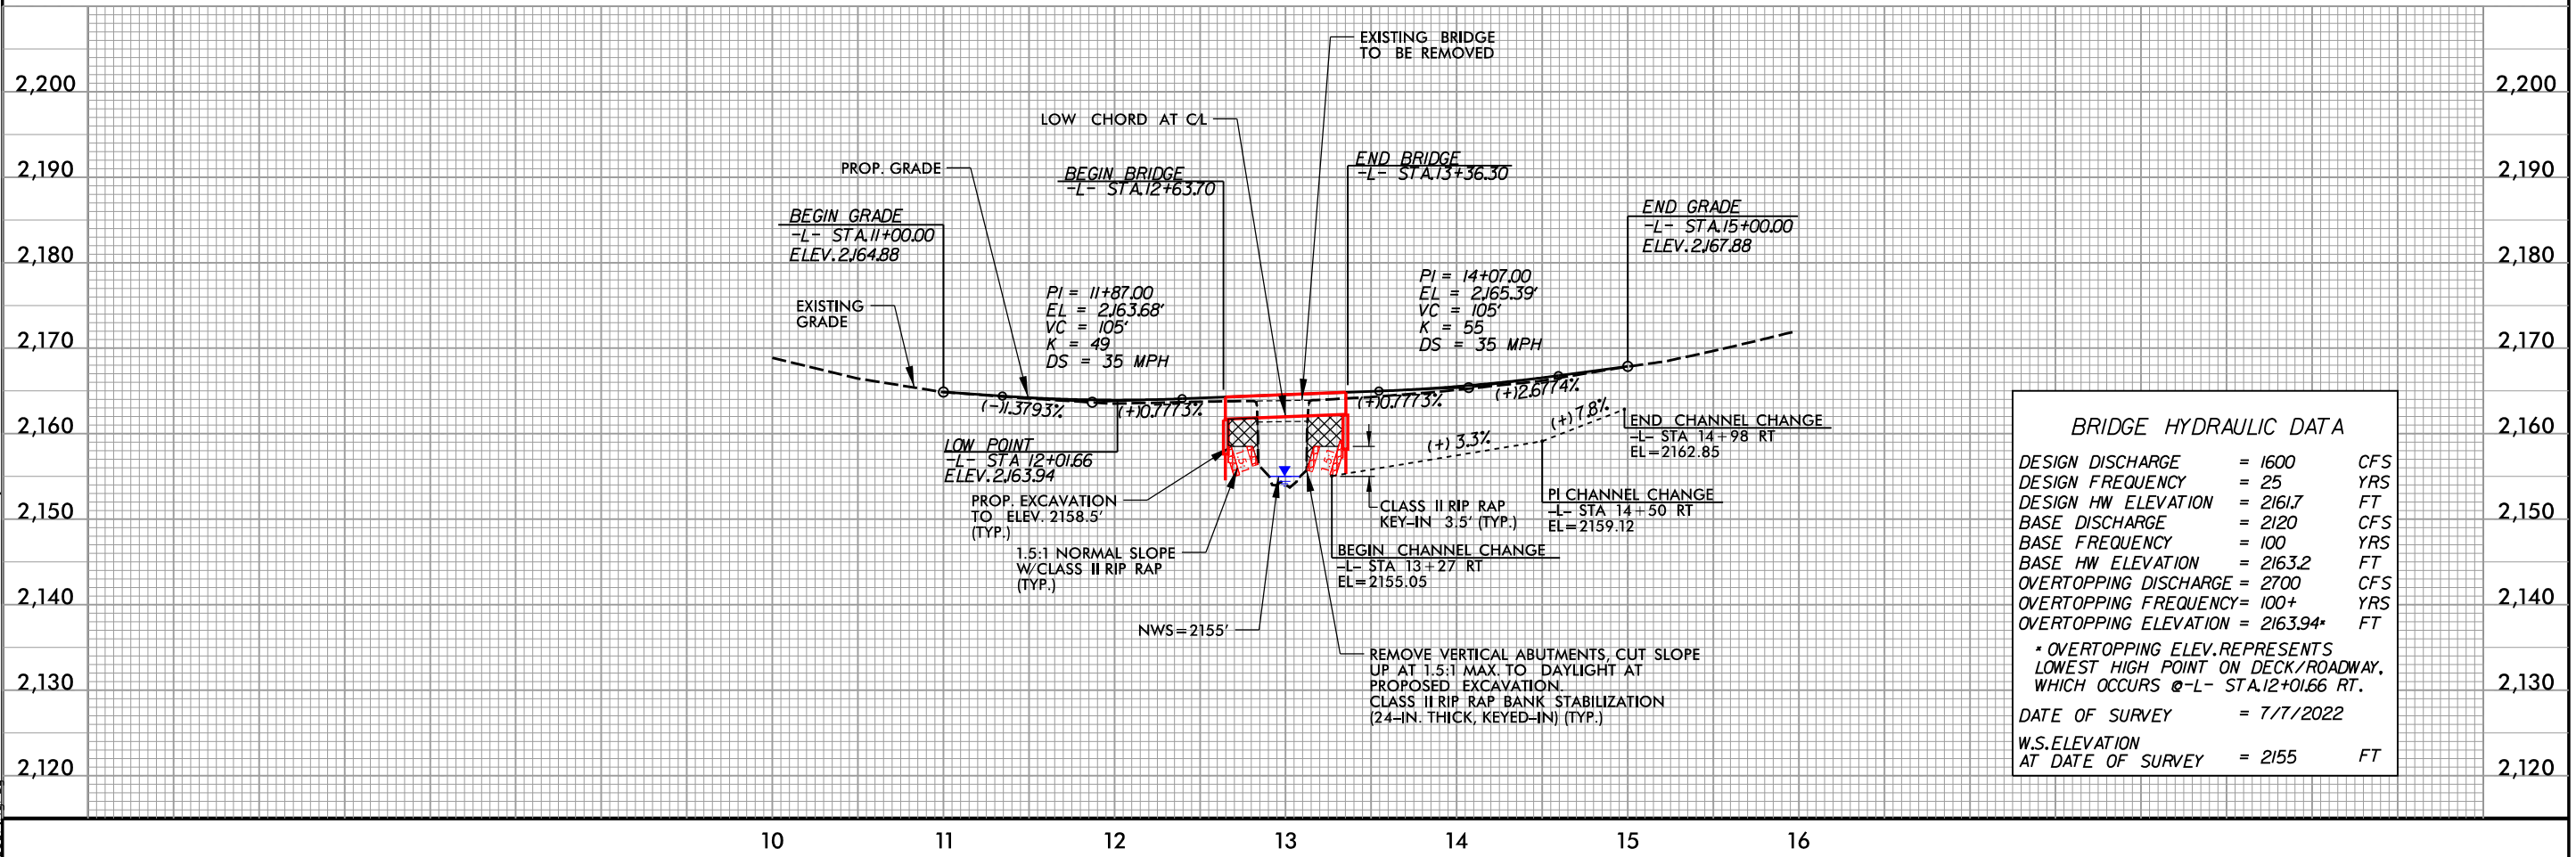 EXISTING BRIDGE
TO BE REMOVED
2,200
2,200
LOW CHORD AT C/L
PROP. GRADE
BEGIN BRIDGE
-L- STA.12+63.70
END BRIDGE
-L- STA.13+36.30
2,190
2,190
BEGIN GRADE
-L- STA.11+00.00
ELEV.2,164.88
END GRADE
-L- STA.15+00.00
ELEV.2,167.88
2,180
2,180
EXISTING
GRADE
PI = 11+87.00
EL = 2,163.68'
VC = 105'
K = 49
DS = 35 MPH
PI = 14+07.00
EL = 2,165.39'
VC = 105'
K = 55
DS = 35 MPH
2,170
2,170
(-)1.3793%
(+)0.7773%
(+)0.7773%
(+)2.6774%
2,160
2,160
LOW POINT
-L- STA 12+01.66
ELEV.2,163.94
1.5:1
1.5:1
(+) 3.3%
(+)7.8%
END CHANNEL CHANGE
-L- STA 14+98 RT
EL=2162.85
PROP. EXCAVATION
TO ELEV. 2158.5'
(TYP.)
CLASS II RIP RAP
KEY-IN 3.5' (TYP.)
PI CHANNEL CHANGE
-L- STA 14+50 RT
EL=2159.12
2,150
2,150
1.5:1 NORMAL SLOPE
W/CLASS II RIP RAP
(TYP.)
BEGIN CHANNEL CHANGE
-L- STA 13+27 RT
EL=2155.05
2,140
2,140
NWS=2155'
REMOVE VERTICAL ABUTMENTS, CUT SLOPE
UP AT 1.5:1 MAX. TO DAYLIGHT AT
PROPOSED EXCAVATION.
CLASS II RIP RAP BANK STABILIZATION
(24-IN. THICK, KEYED-IN) (TYP.)
2,130
2,130
2,120
2,120
BRIDGE HYDRAULIC DATA
DESIGN DISCHARGE = 1600 CFS
DESIGN FREQUENCY = 25 YRS
DESIGN HW ELEVATION = 2161.7 FT
BASE DISCHARGE = 2120 CFS
BASE FREQUENCY = 100 YRS
BASE HW ELEVATION = 2163.2 FT
OVERTOPPING DISCHARGE = 2700 CFS
OVERTOPPING FREQUENCY = 100+ YRS
OVERTOPPING ELEVATION = 2163.94* FT
* OVERTOPPING ELEV.REPRESENTS
LOWEST HIGH POINT ON DECK/ROADWAY,
WHICH OCCURS @-L- STA.12+01.66 RT.
DATE OF SURVEY = 7/7/2022
W.S.ELEVATION
AT DATE OF SURVEY = 2155 FT
10 11 12 13 14 15 16